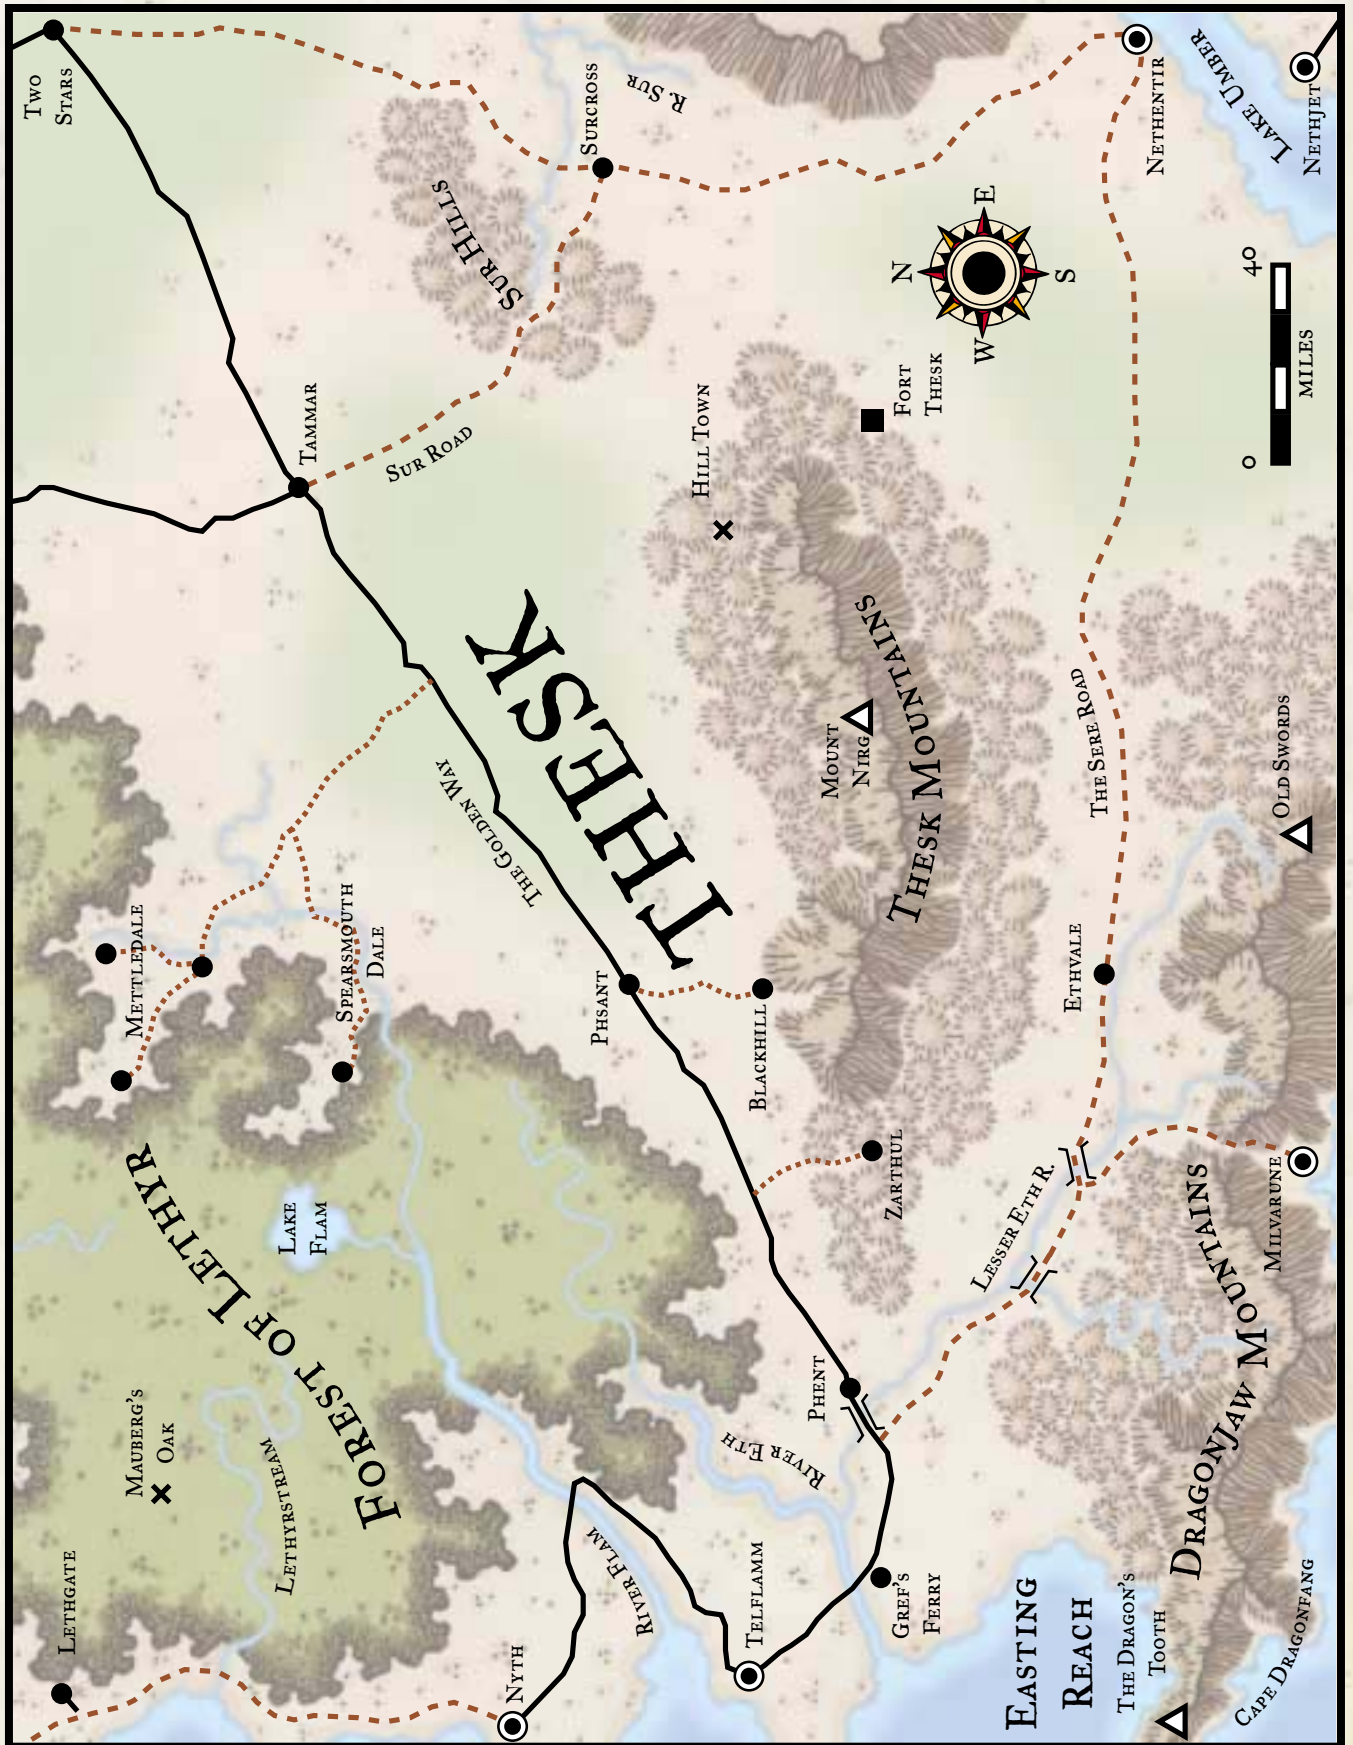 Two
Stars
Surcross
R. Sur
Nethentir
Lake Umber
Nethjet
Sur Hills
N
E
S
W
0
40
miles
Tammar
Sur Road
Hill Town
Fort
Thesk
THESK
The Golden Way
Mount
Nirg
Thesk Mountains
The Sere Road
Old Swords
Mettledale
Spearsmouth
Dale
Phsant
Blackhill
Ethvale
Zarthul
Lesser Eth R.
Milvarune
Dragonjaw Mountains
Forest of Lethyr
Lake
Flam
Mauberg's
Oak
Lethyrstream
Lethgate
Phent
River Eth
River Flam
Telflamm
Nyth
Gref's
Ferry
Easting
Reach
The Dragon's
Tooth
Cape Dragonfang